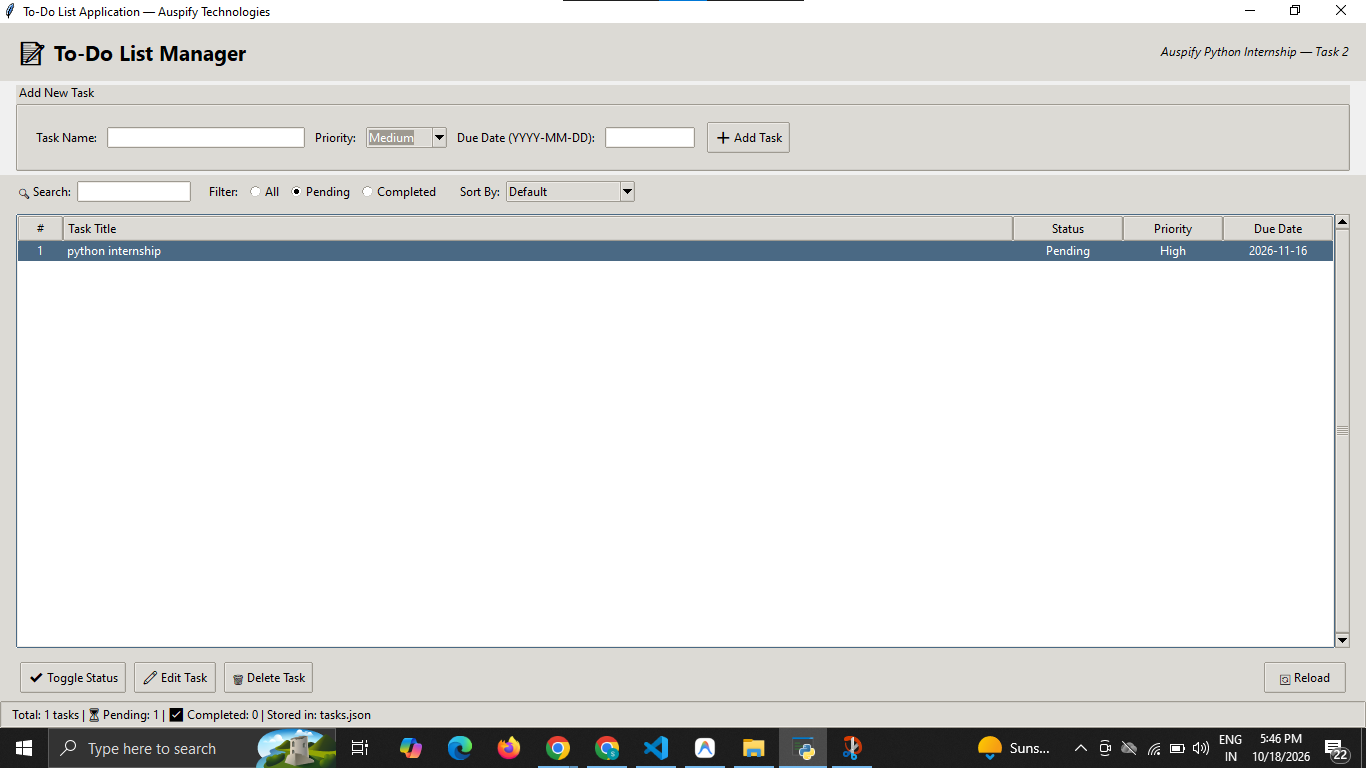 To-Do List Application — Auspify Technologies
To-Do List Manager
Auspify Python Internship — Task 2
Add New Task
Task Name:
Priority: Medium
Due Date (YYYY-MM-DD):
Add Task
Search:
Filter: All Pending Completed
Sort By: Default
# Task Title Status Priority Due Date
1 python internship Pending High 2026-11-16
Toggle Status Edit Task Delete Task Reload
Total: 1 tasks | Pending: 1 | Completed: 0 | Stored in: tasks.json
Type here to search
Suns...
ENG
IN
5:46 PM
10/18/2026
22